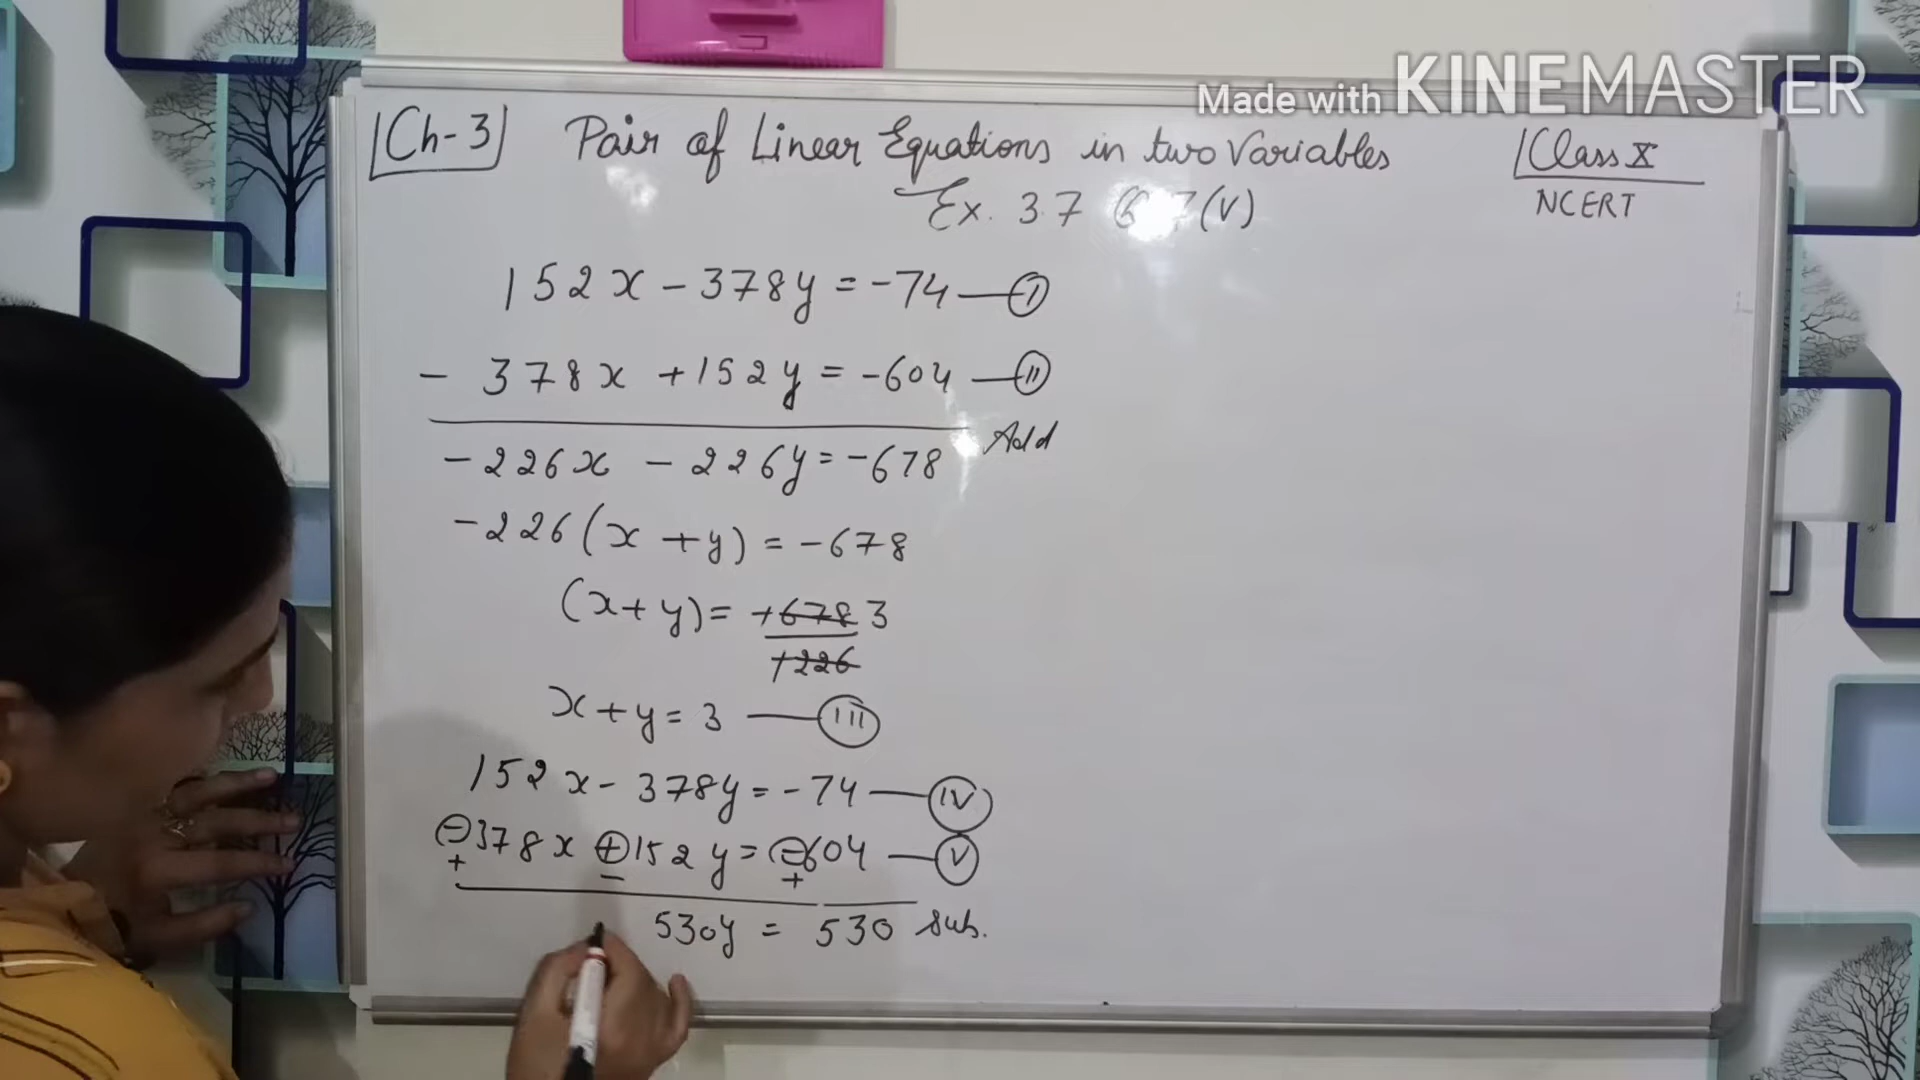 Made with KINEMASTER
Ch-3 Pair of Linear Equations in two Variables Class X
Ex. 3.7 7(V) NCERT
152x - 378y = -74 — I
- 378x + 152y = -604 — II
Add
-226x - 226y = -678
-226(x + y) = -678
(x + y) = +678 3
+226
x + y = 3 — III
152x - 378y = -74 — IV
-378x + 152y = -604 — V
+ - +
530y = 530 Sub.